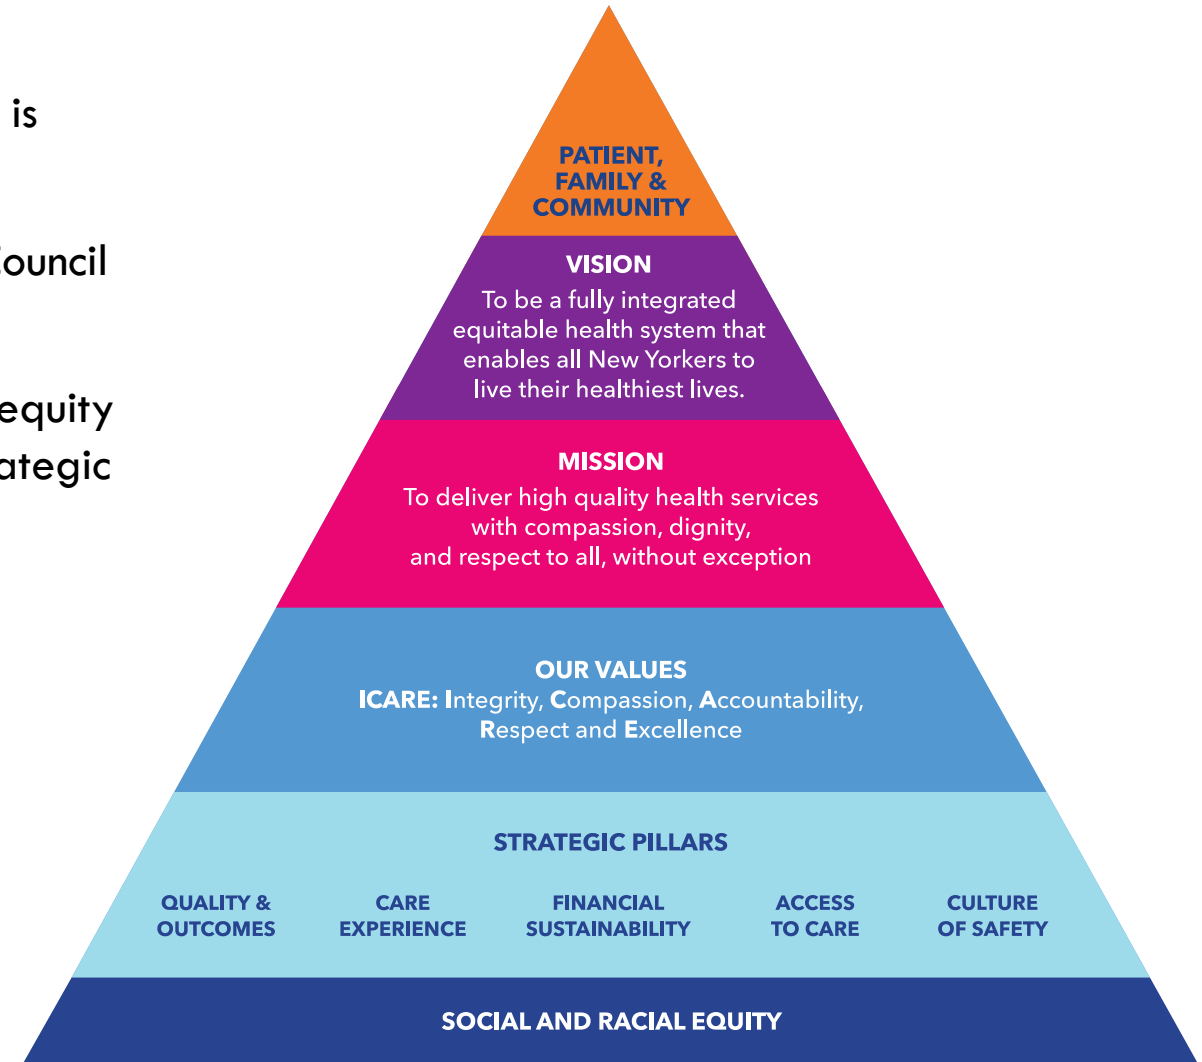 is
Council
equity
PATIENT,
FAMILY &
COMMUNITY
VISION
To be a fully integrated
equitable health system that
enables all New Yorkers to
live their healthiest lives.
MISSION
To deliver high quality health services
with compassion, dignity,
and respect to all, without exception
OUR VALUES
ICARE: Integrity, Compassion, Accountability,
Respect and Excellence
STRATEGIC PILLARS
QUALITY &
OUTCOMES
CARE
EXPERIENCE
FINANCIAL
SUSTAINABILITY
ACCESS
TO CARE
CULTURE
OF SAFETY
SOCIAL AND RACIAL EQUITY